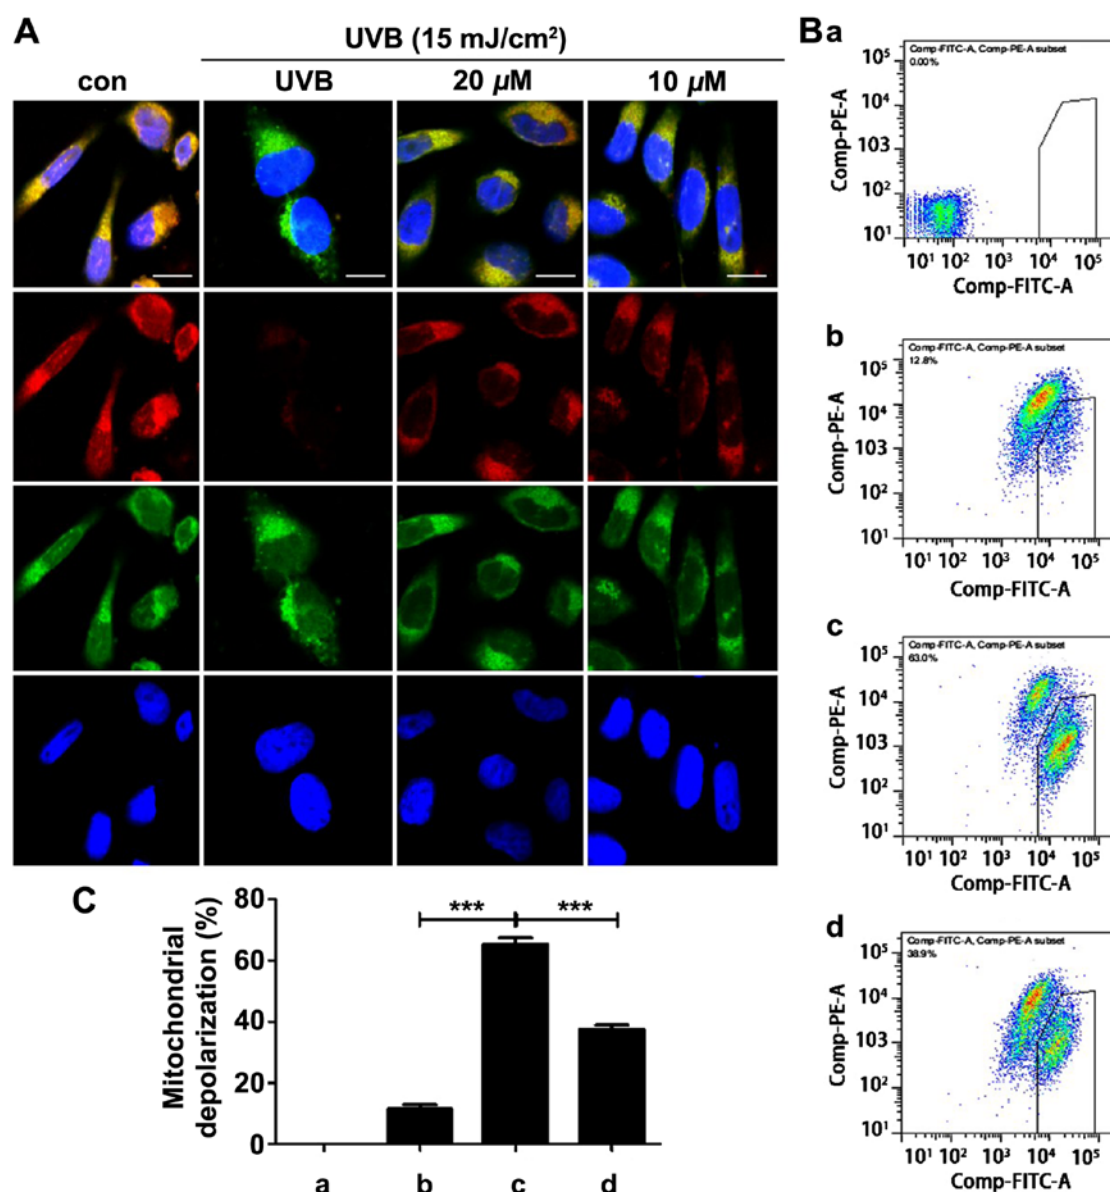 A
UVB (15 mJ/cm²)
con
UVB
20 μM
10 μM
Ba
Comp-FITC-A, Comp-PE-A subset
0.00%
10⁵
10⁴
10³
10²
10¹
Comp-PE-A
10¹ 10² 10³ 10⁴ 10⁵
Comp-FITC-A
b
Comp-FITC-A, Comp-PE-A subset
12.8%
10⁵
10⁴
10³
10²
10¹
Comp-PE-A
10¹ 10² 10³ 10⁴ 10⁵
Comp-FITC-A
c
Comp-FITC-A, Comp-PE-A subset
63.0%
10⁵
10⁴
10³
10²
10¹
Comp-PE-A
10¹ 10² 10³ 10⁴ 10⁵
Comp-FITC-A
d
Comp-FITC-A, Comp-PE-A subset
38.9%
10⁵
10⁴
10³
10²
10¹
Comp-PE-A
10¹ 10² 10³ 10⁴ 10⁵
Comp-FITC-A
C
Mitochondrial
depolarization (%)
80
60
40
20
0
*** ***
a b c d